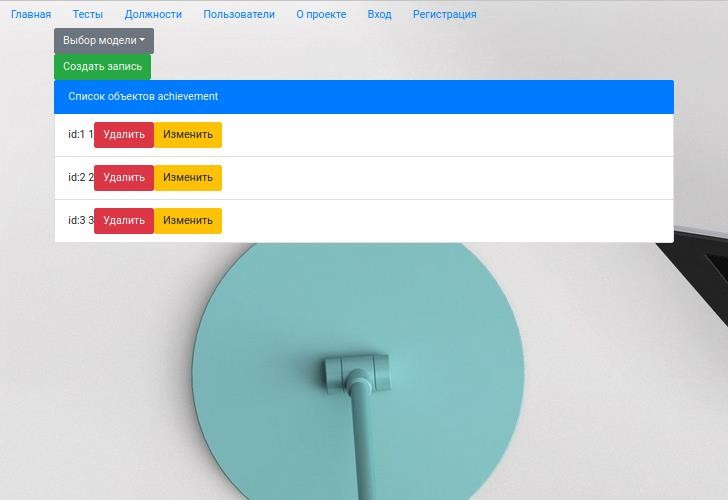 Главная Тесты Должности Пользователи О проекте Вход Регистрация
Выбор модели
Создать запись
Список объектов achievement
id:1 1 Удалить Изменить
id:2 2 Удалить Изменить
id:3 3 Удалить Изменить